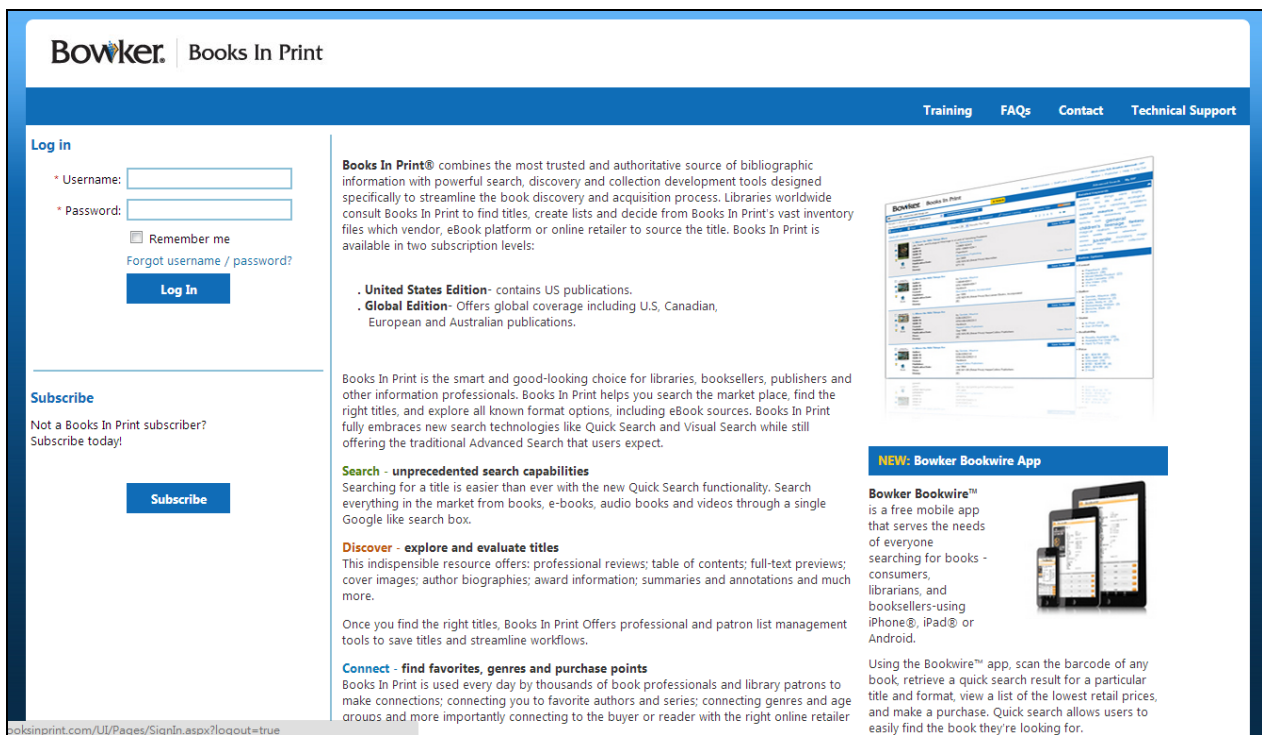 Bowker. Books In Print
Training FAQs Contact Technical Support
Log in
* Username:
* Password:
Remember me
Forgot username / password?
Log In
Subscribe
Not a Books In Print subscriber?
Subscribe today!
Subscribe
Books In Print® combines the most trusted and authoritative source of bibliographic
information with powerful search, discovery and collection development tools designed
specifically to streamline the book discovery and acquisition process. Libraries worldwide
consult Books In Print to find titles, create lists and decide from Books In Print's vast inventory
files which vendor, eBook platform or online retailer to source the title. Books In Print is
available in two subscription levels:
. United States Edition- contains US publications.
. Global Edition- Offers global coverage including U.S, Canadian,
European and Australian publications.
Books In Print is the smart and good-looking choice for libraries, booksellers, publishers and
other information professionals. Books In Print helps you search the market place, find the
right titles, and explore all known format options, including eBook sources. Books In Print
fully embraces new search technologies like Quick Search and Visual Search while still
offering the traditional Advanced Search that users expect.
Search - unprecedented search capabilities
Searching for a title is easier than ever with the new Quick Search functionality. Search
everything in the market from books, e-books, audio books and videos through a single
Google like search box.
Discover - explore and evaluate titles
This indispensible resource offers: professional reviews; table of contents; full-text previews;
cover images; author biographies; award information; summaries and annotations and much
more.
Once you find the right titles, Books In Print Offers professional and patron list management
tools to save titles and streamline workflows.
Connect - find favorites, genres and purchase points
Books In Print is used every day by thousands of book professionals and library patrons to
make connections; connecting you to favorite authors and series; connecting genres and age
groups and more importantly connecting to the buyer or reader with the right online retailer
Bowker Books In Print
NEW: Bowker Bookwire App
Bowker Bookwire™
is a free mobile app
that serves the needs
of everyone
searching for books -
consumers,
librarians, and
booksellers-using
iPhone®, iPad® or
Android.
Using the Bookwire™ app, scan the barcode of any
book, retrieve a quick search result for a particular
title and format, view a list of the lowest retail prices,
and make a purchase. Quick search allows users to
easily find the book they're looking for.
ooksinprint.com/UI/Pages/SignIn.aspx?logout=true